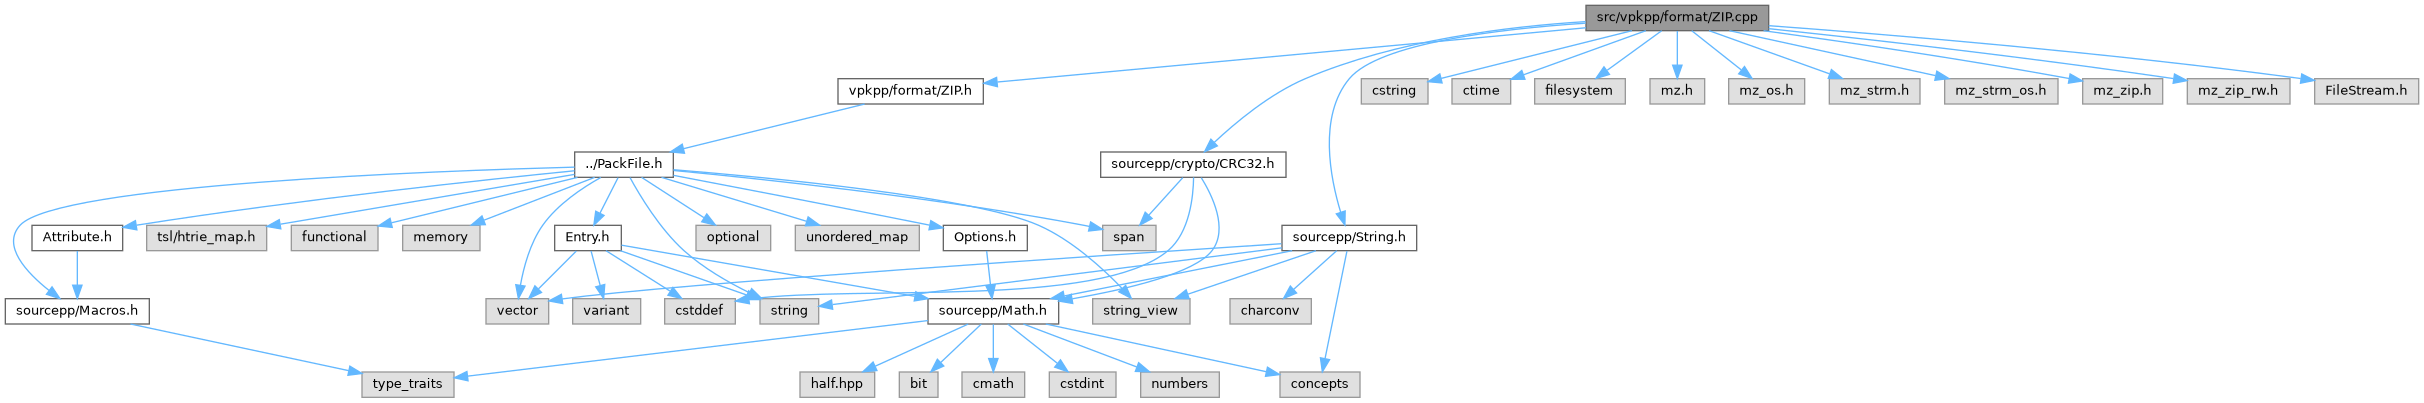 src/vpkpp/format/ZIP.cpp
vpkpp/format/ZIP.h
cstring
ctime
filesystem
mz.h
mz_os.h
mz_strm.h
mz_strm_os.h
mz_zip.h
mz_zip_rw.h
FileStream.h
../PackFile.h
sourcepp/crypto/CRC32.h
Attribute.h
tsl/htrie_map.h
functional
memory
Entry.h
optional
unordered_map
Options.h
span
sourcepp/String.h
sourcepp/Macros.h
vector
variant
cstddef
string
sourcepp/Math.h
string_view
charconv
type_traits
half.hpp
bit
cmath
cstdint
numbers
concepts